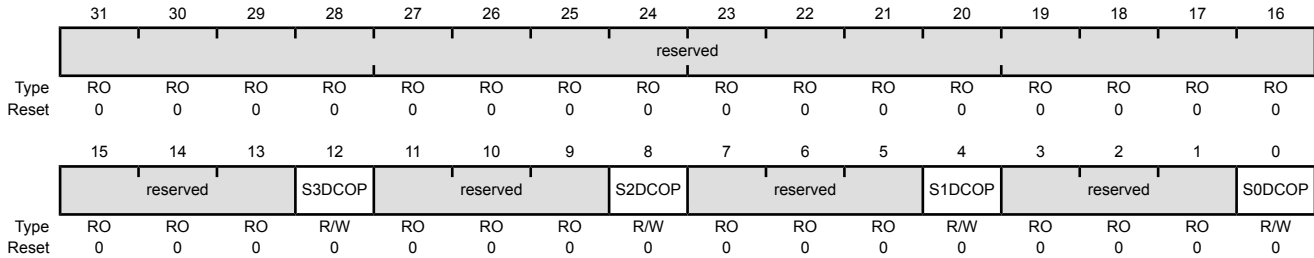 31 30 29 28 27 26 25 24 23 22 21 20 19 18 17 16
reserved
Type RO RO RO RO RO RO RO RO RO RO RO RO RO RO RO RO
Reset 0 0 0 0 0 0 0 0 0 0 0 0 0 0 0 0
15 14 13 12 11 10 9 8 7 6 5 4 3 2 1 0
reserved S3DCOP reserved S2DCOP reserved S1DCOP reserved S0DCOP
Type RO RO RO R/W RO RO RO R/W RO RO RO R/W RO RO RO R/W
Reset 0 0 0 0 0 0 0 0 0 0 0 0 0 0 0 0